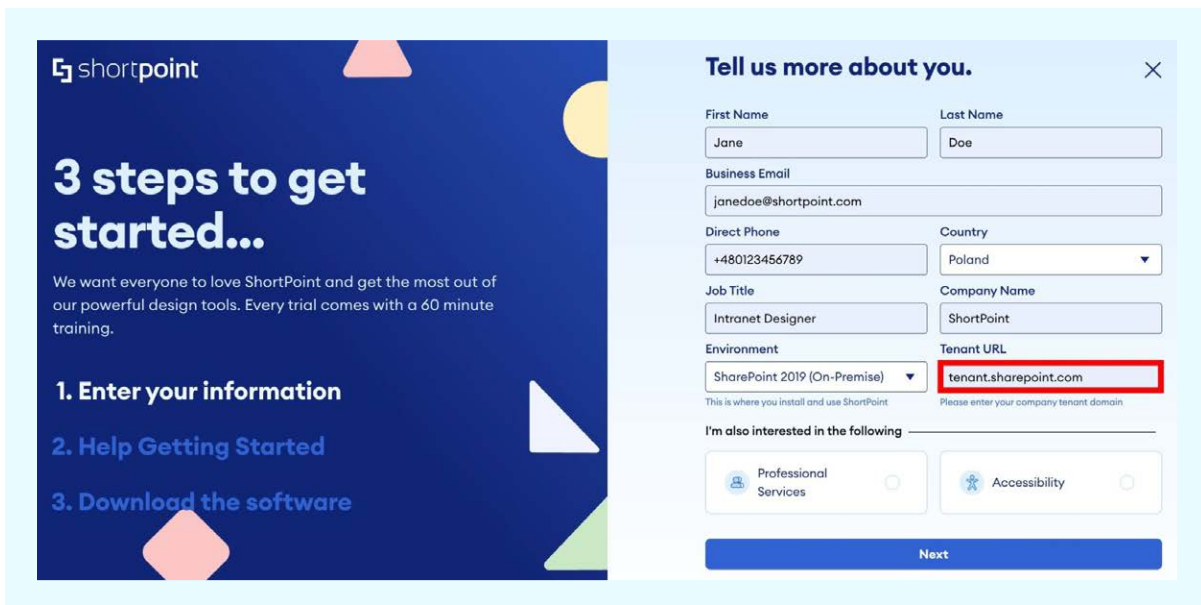 shortpoint
3 steps to get
started...
We want everyone to love ShortPoint and get the most out of
our powerful design tools. Every trial comes with a 60 minute
training.
1. Enter your information
2. Help Getting Started
3. Download the software
Tell us more about you.
First Name
Last Name
Jane
Doe
Business Email
janedoe@shortpoint.com
Direct Phone
Country
+480123456789
Poland
Job Title
Company Name
Intranet Designer
ShortPoint
Environment
Tenant URL
SharePoint 2019 (On-Premise)
tenant.sharepoint.com
This is where you install and use ShortPoint
Please enter your company tenant domain
I'm also interested in the following
Professional
Services
Accessibility
Next